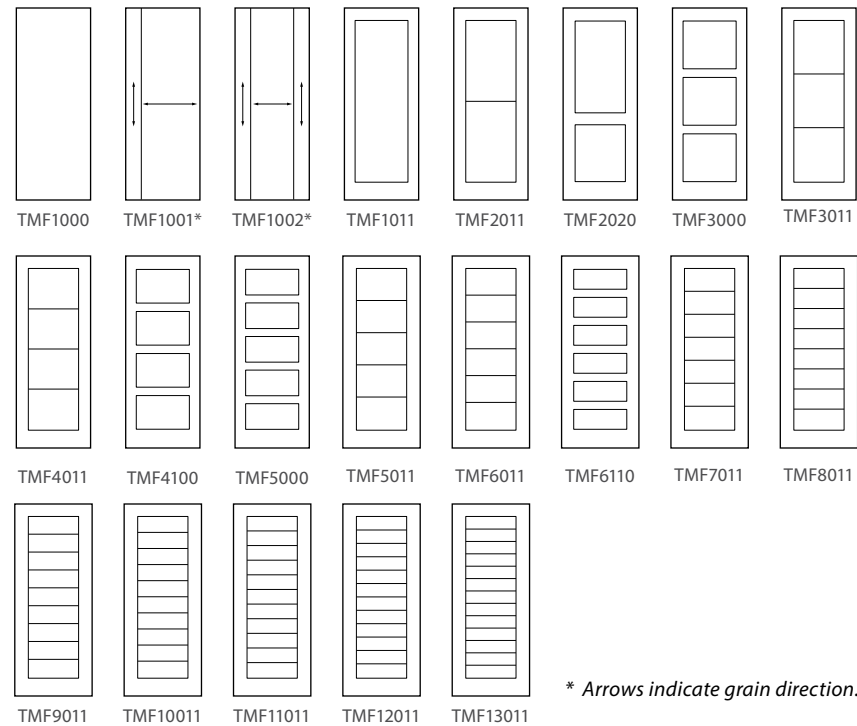 TMF1000 TMF1001* TMF1002* TMF1011 TMF2011 TMF2020 TMF3000 TMF3011
TMF4011 TMF4100 TMF5000 TMF5011 TMF6011 TMF6110 TMF7011 TMF8011
* Arrows indicate grain direction.
TMF9011 TMF10011 TMF11011 TMF12011 TMF13011